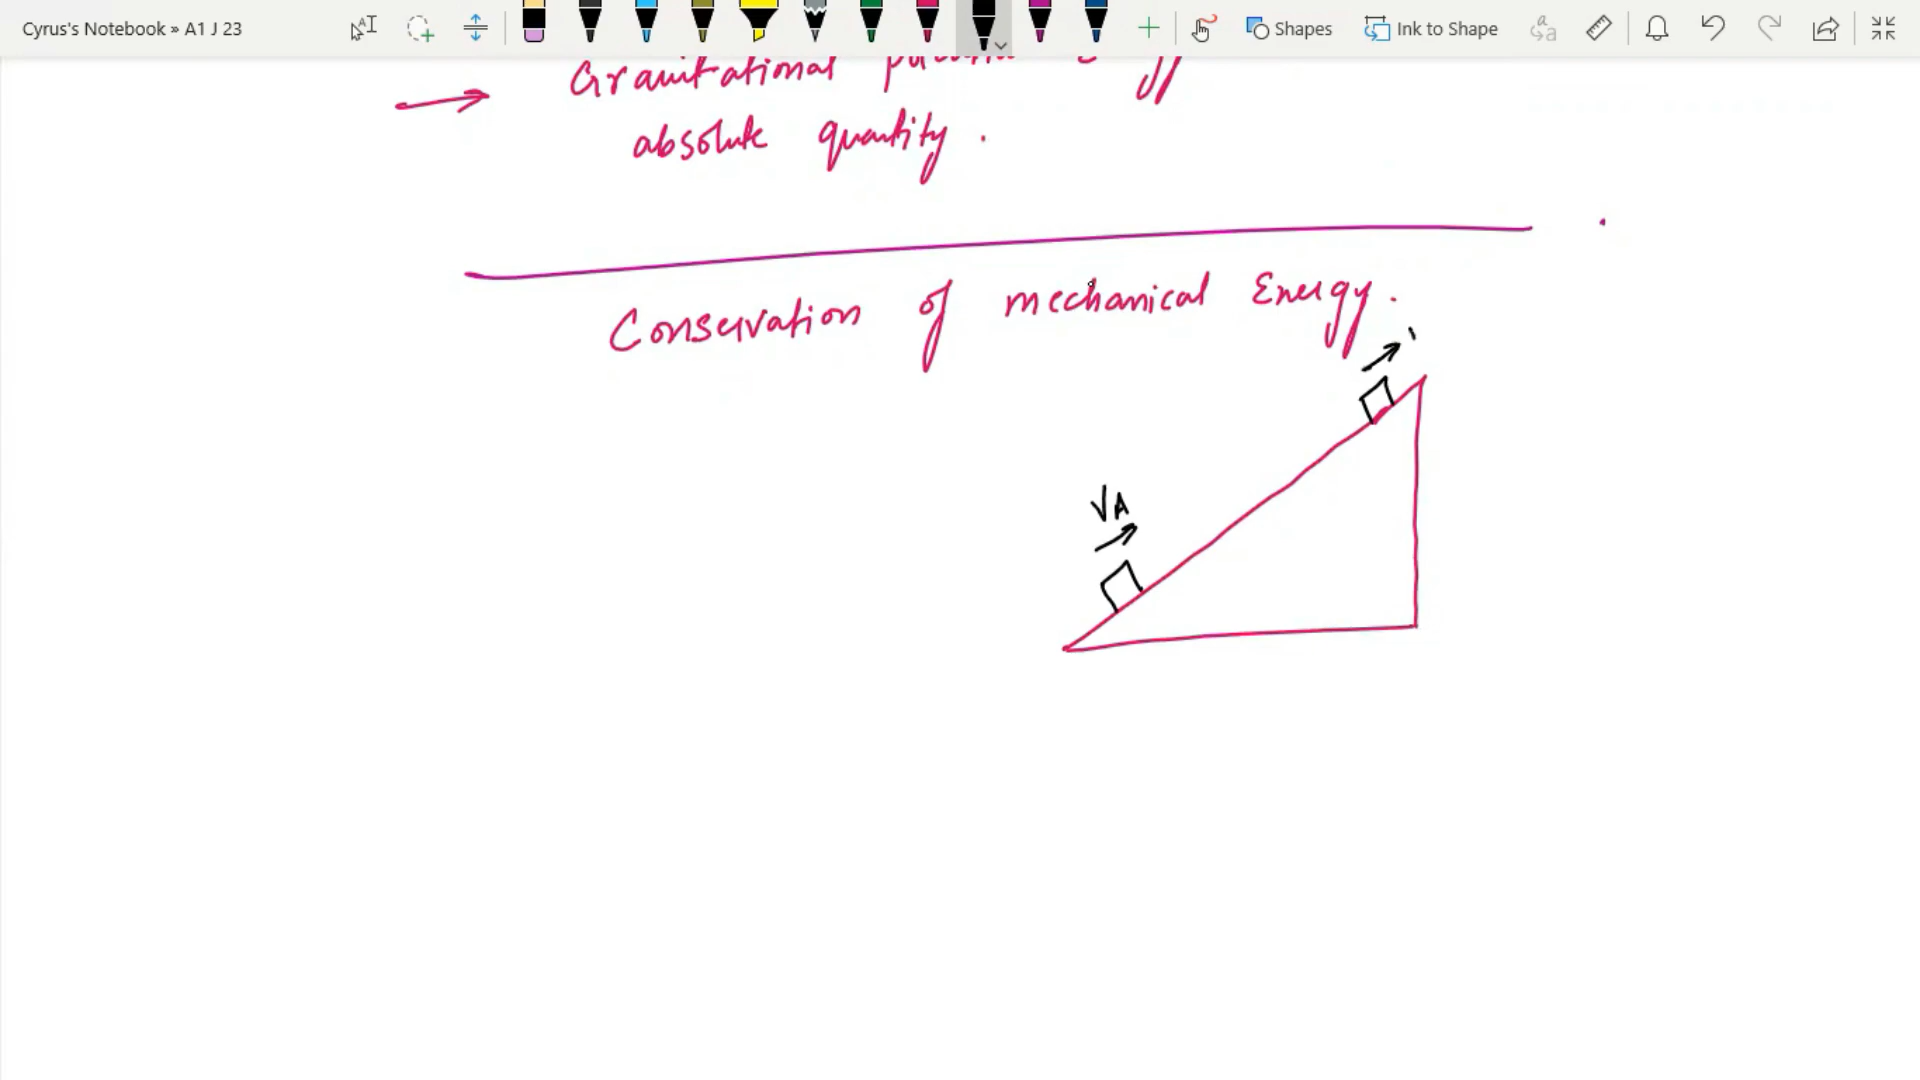 Cyrus's Notebook » A1 J 23
Shapes
Ink to Shape
Gravitational
absolute quantity.
Conservation of mechanical Energy.
VA